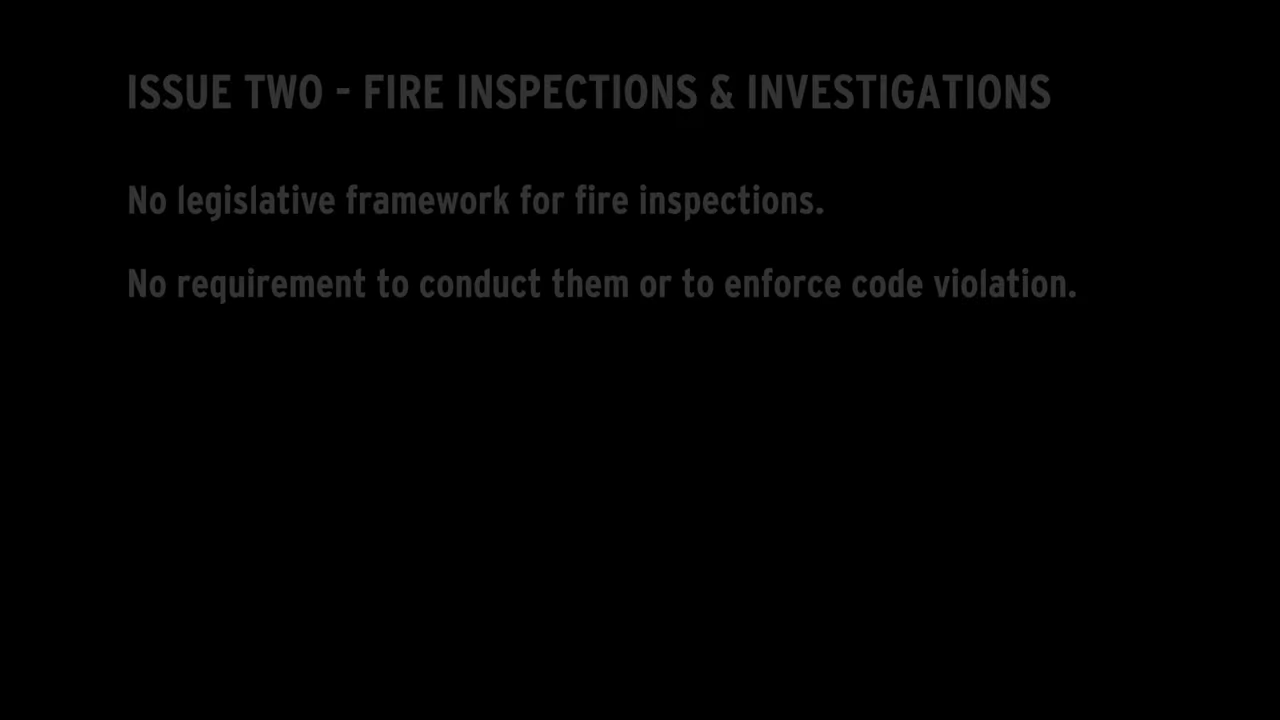 ISSUE TWO - FIRE INSPECTIONS & INVESTIGATIONS
No legislative framework for fire inspections.
No requirement to conduct them or to enforce code violation.